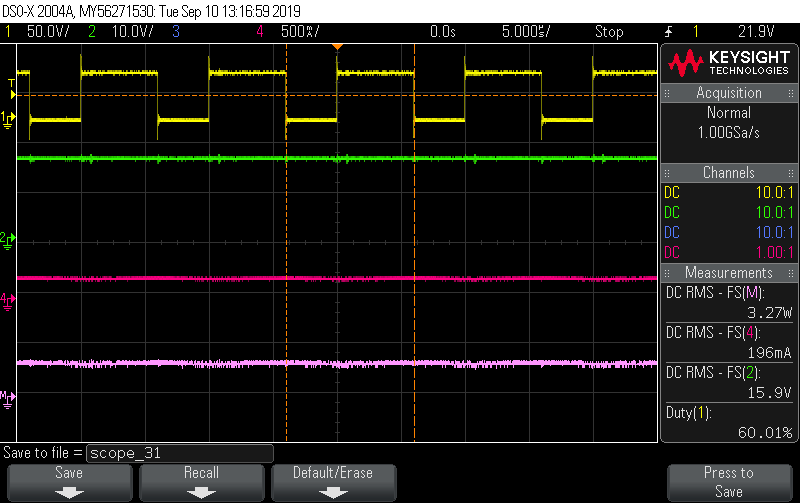 DSO-X 2004A, MY56271530: Tue Sep 10 13:16:59 2019
1 50.0V/ 2 10.0V/ 3 4 500%/ 0.0s 5.000%/ Stop 1 21.9V
KEYSIGHT
TECHNOLOGIES
Acquisition
Normal
1.00GSa/s
Channels
DC 10.0:1
DC 10.0:1
DC 10.0:1
DC 1.00:1
Measurements
DC RMS - FS(M):
3.27W
DC RMS - FS(4):
196mA
DC RMS - FS(2):
15.9V
Duty(1):
60.01%
T
1
2
4
M
Save to file = scope_31
Save
Recall
Default/Erase
Press to
Save